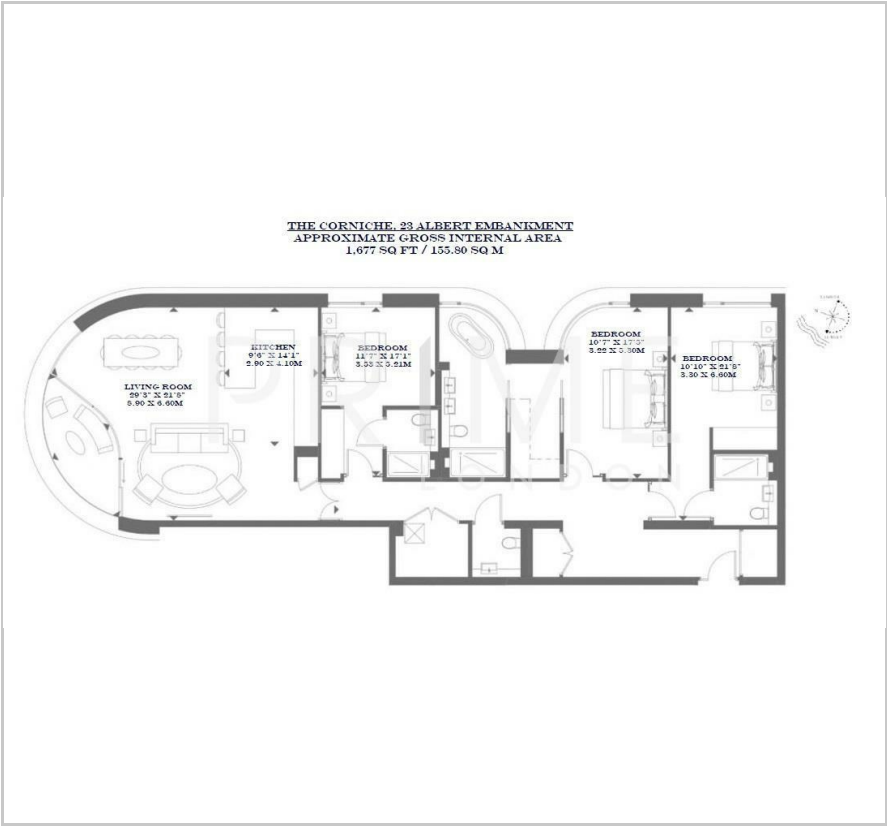 THE CORNICHE, 23 ALBERT EMBANKMENT
APPROXIMATE GROSS INTERNAL AREA
1,677 SQ FT / 155.80 SQ M
KITCHEN
9'6" X 14'1"
2.90 X 4.10M
BEDROOM
11'7" X 17'1"
3.53 X 5.21M
BEDROOM
10'7" X 17'5"
3.22 X 5.30M
BEDROOM
10'10" X 21'8"
3.30 X 6.60M
LIVING ROOM
29'3" X 21'8"
8.90 X 6.60M
PRIME
LONDON
N